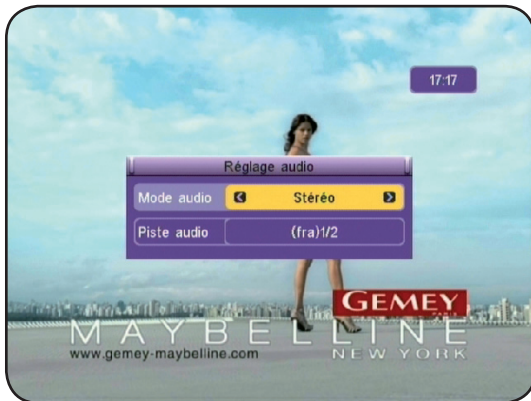 17:17
Réglage audio
Mode audio Stéréo
Piste audio (fra)1/2
GEMEY
PARIS
MAYBELLINE
www.gemey-maybelline.com NEW YORK